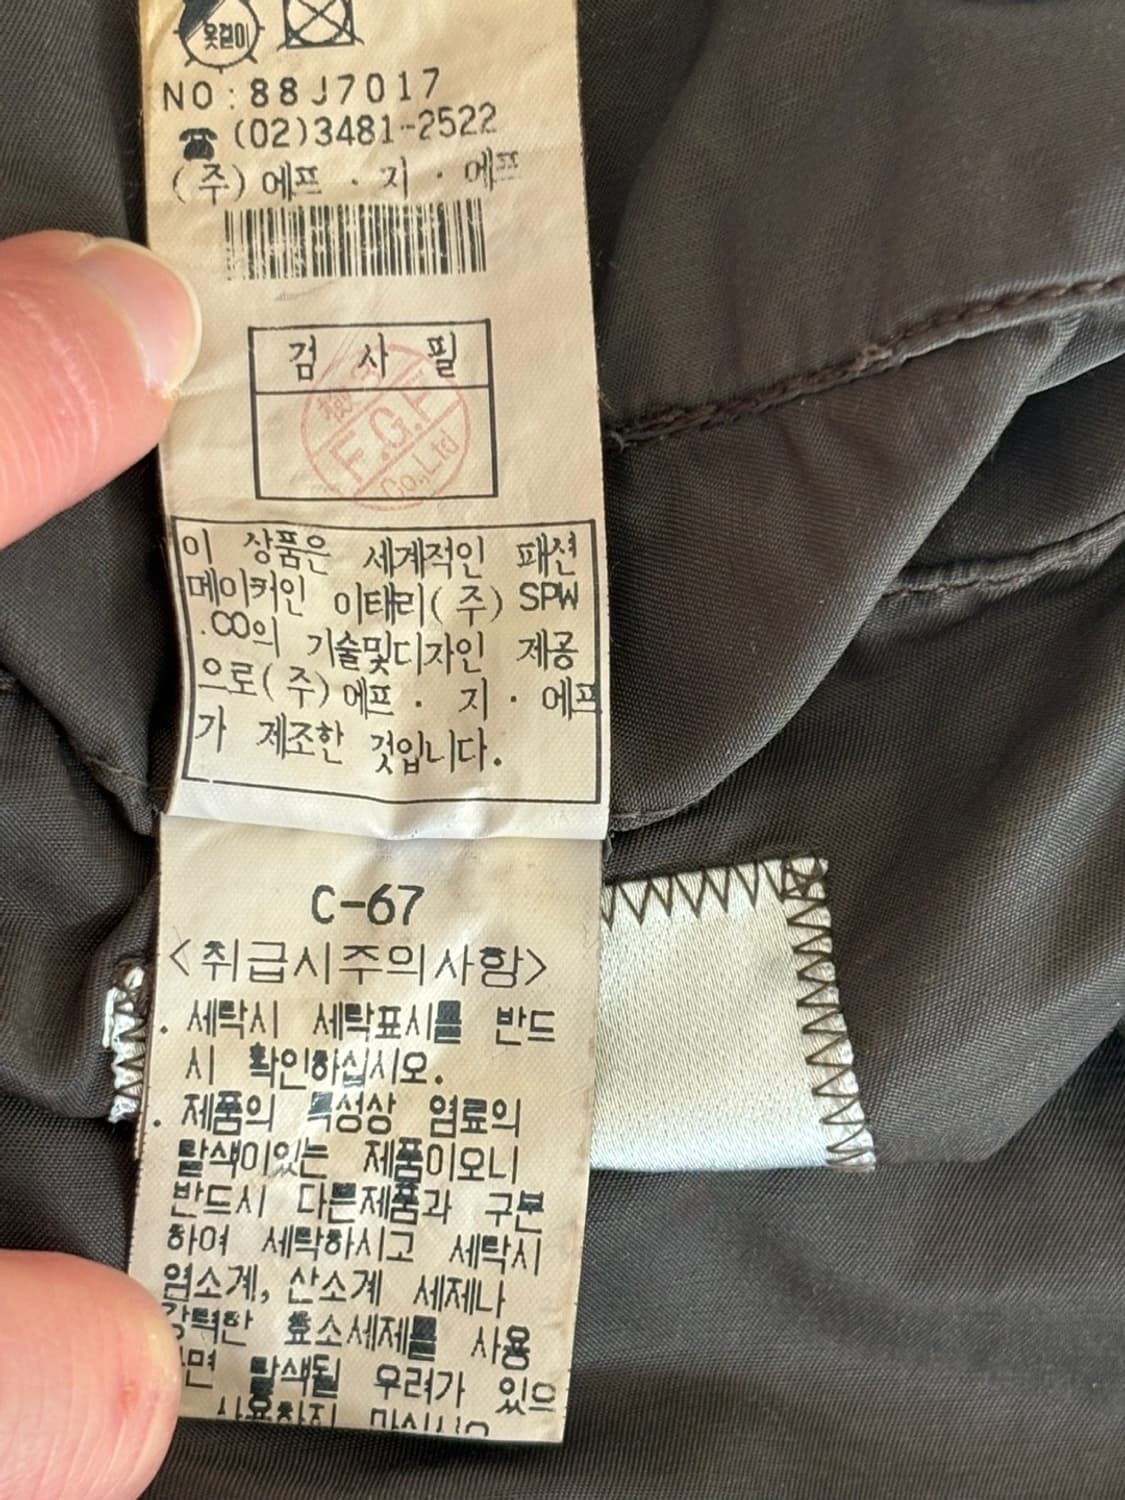 옷걸이
NO:88J7017
☎(02)3481-2522
(주)에프·지·에프
검 사 필
F.G.F
Co.,Ltd
이 상품은 세계적인 패션
메이커인 이태리(주) SPW
.CO의 기술및디자인 제공
으로(주)에프·지·에프
가 제조한 것입니다.
C-67
<취급시주의사항>
. 세탁시 세탁표시를 반드
시 확인하십시오.
. 제품의 특성상 염료의
탈색이있는 제품이오니
반드시 다른제품과 구분
하여 세탁하시고 세탁시
염소계, 산소계 세제나
강력한 효소세제를 사용
하면 탈색될 우려가 있으
사용하지 마십시오